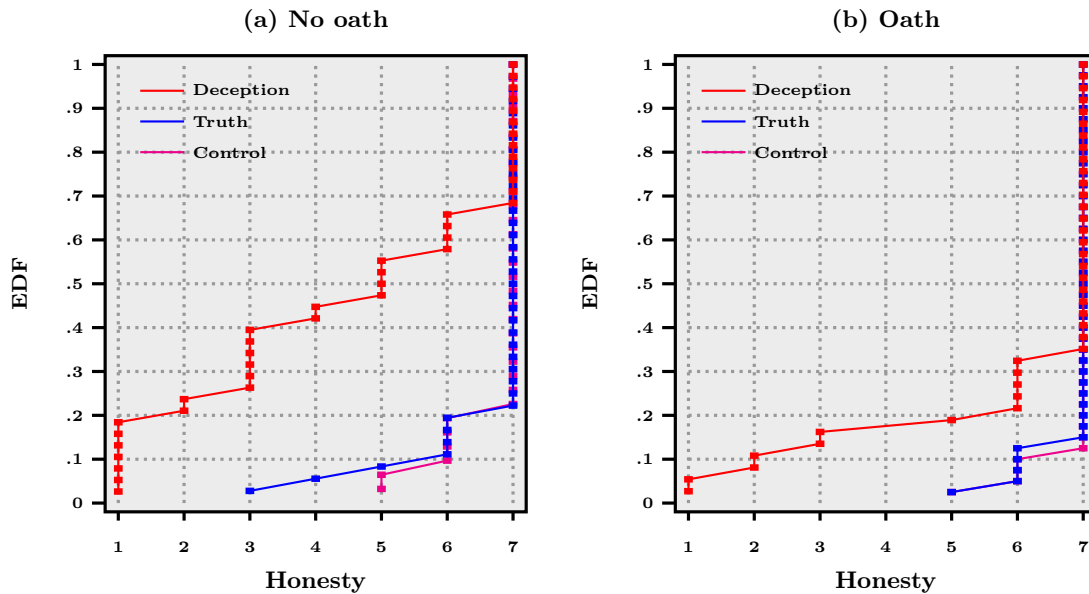 (a) No oath
1
.9
.8
.7
.6
.5
.4
.3
.2
.1
0
EDF
Deception
Truth
Control
1 2 3 4 5 6 7
Honesty
(b) Oath
1
.9
.8
.7
.6
.5
.4
.3
.2
.1
0
EDF
Deception
Truth
Control
1 2 3 4 5 6 7
Honesty